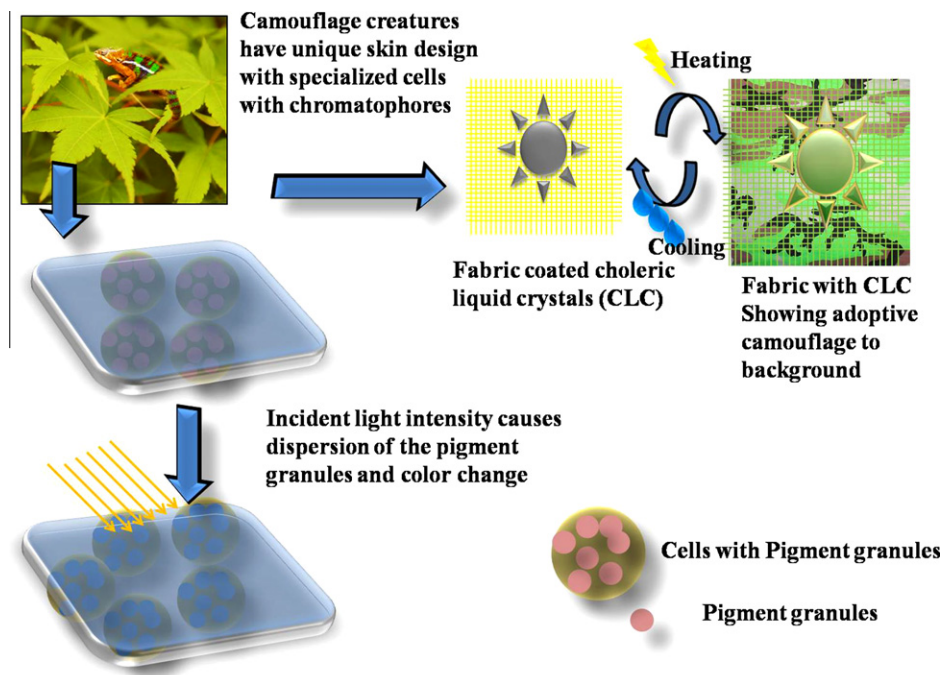 Camouflage creatures
have unique skin design
with specialized cells
with chromatophores
Heating
Cooling
Fabric coated choleric
liquid crystals (CLC)
Fabric with CLC
Showing adoptive
camouflage to
background
Incident light intensity causes
dispersion of the pigment
granules and color change
Cells with Pigment granules
Pigment granules